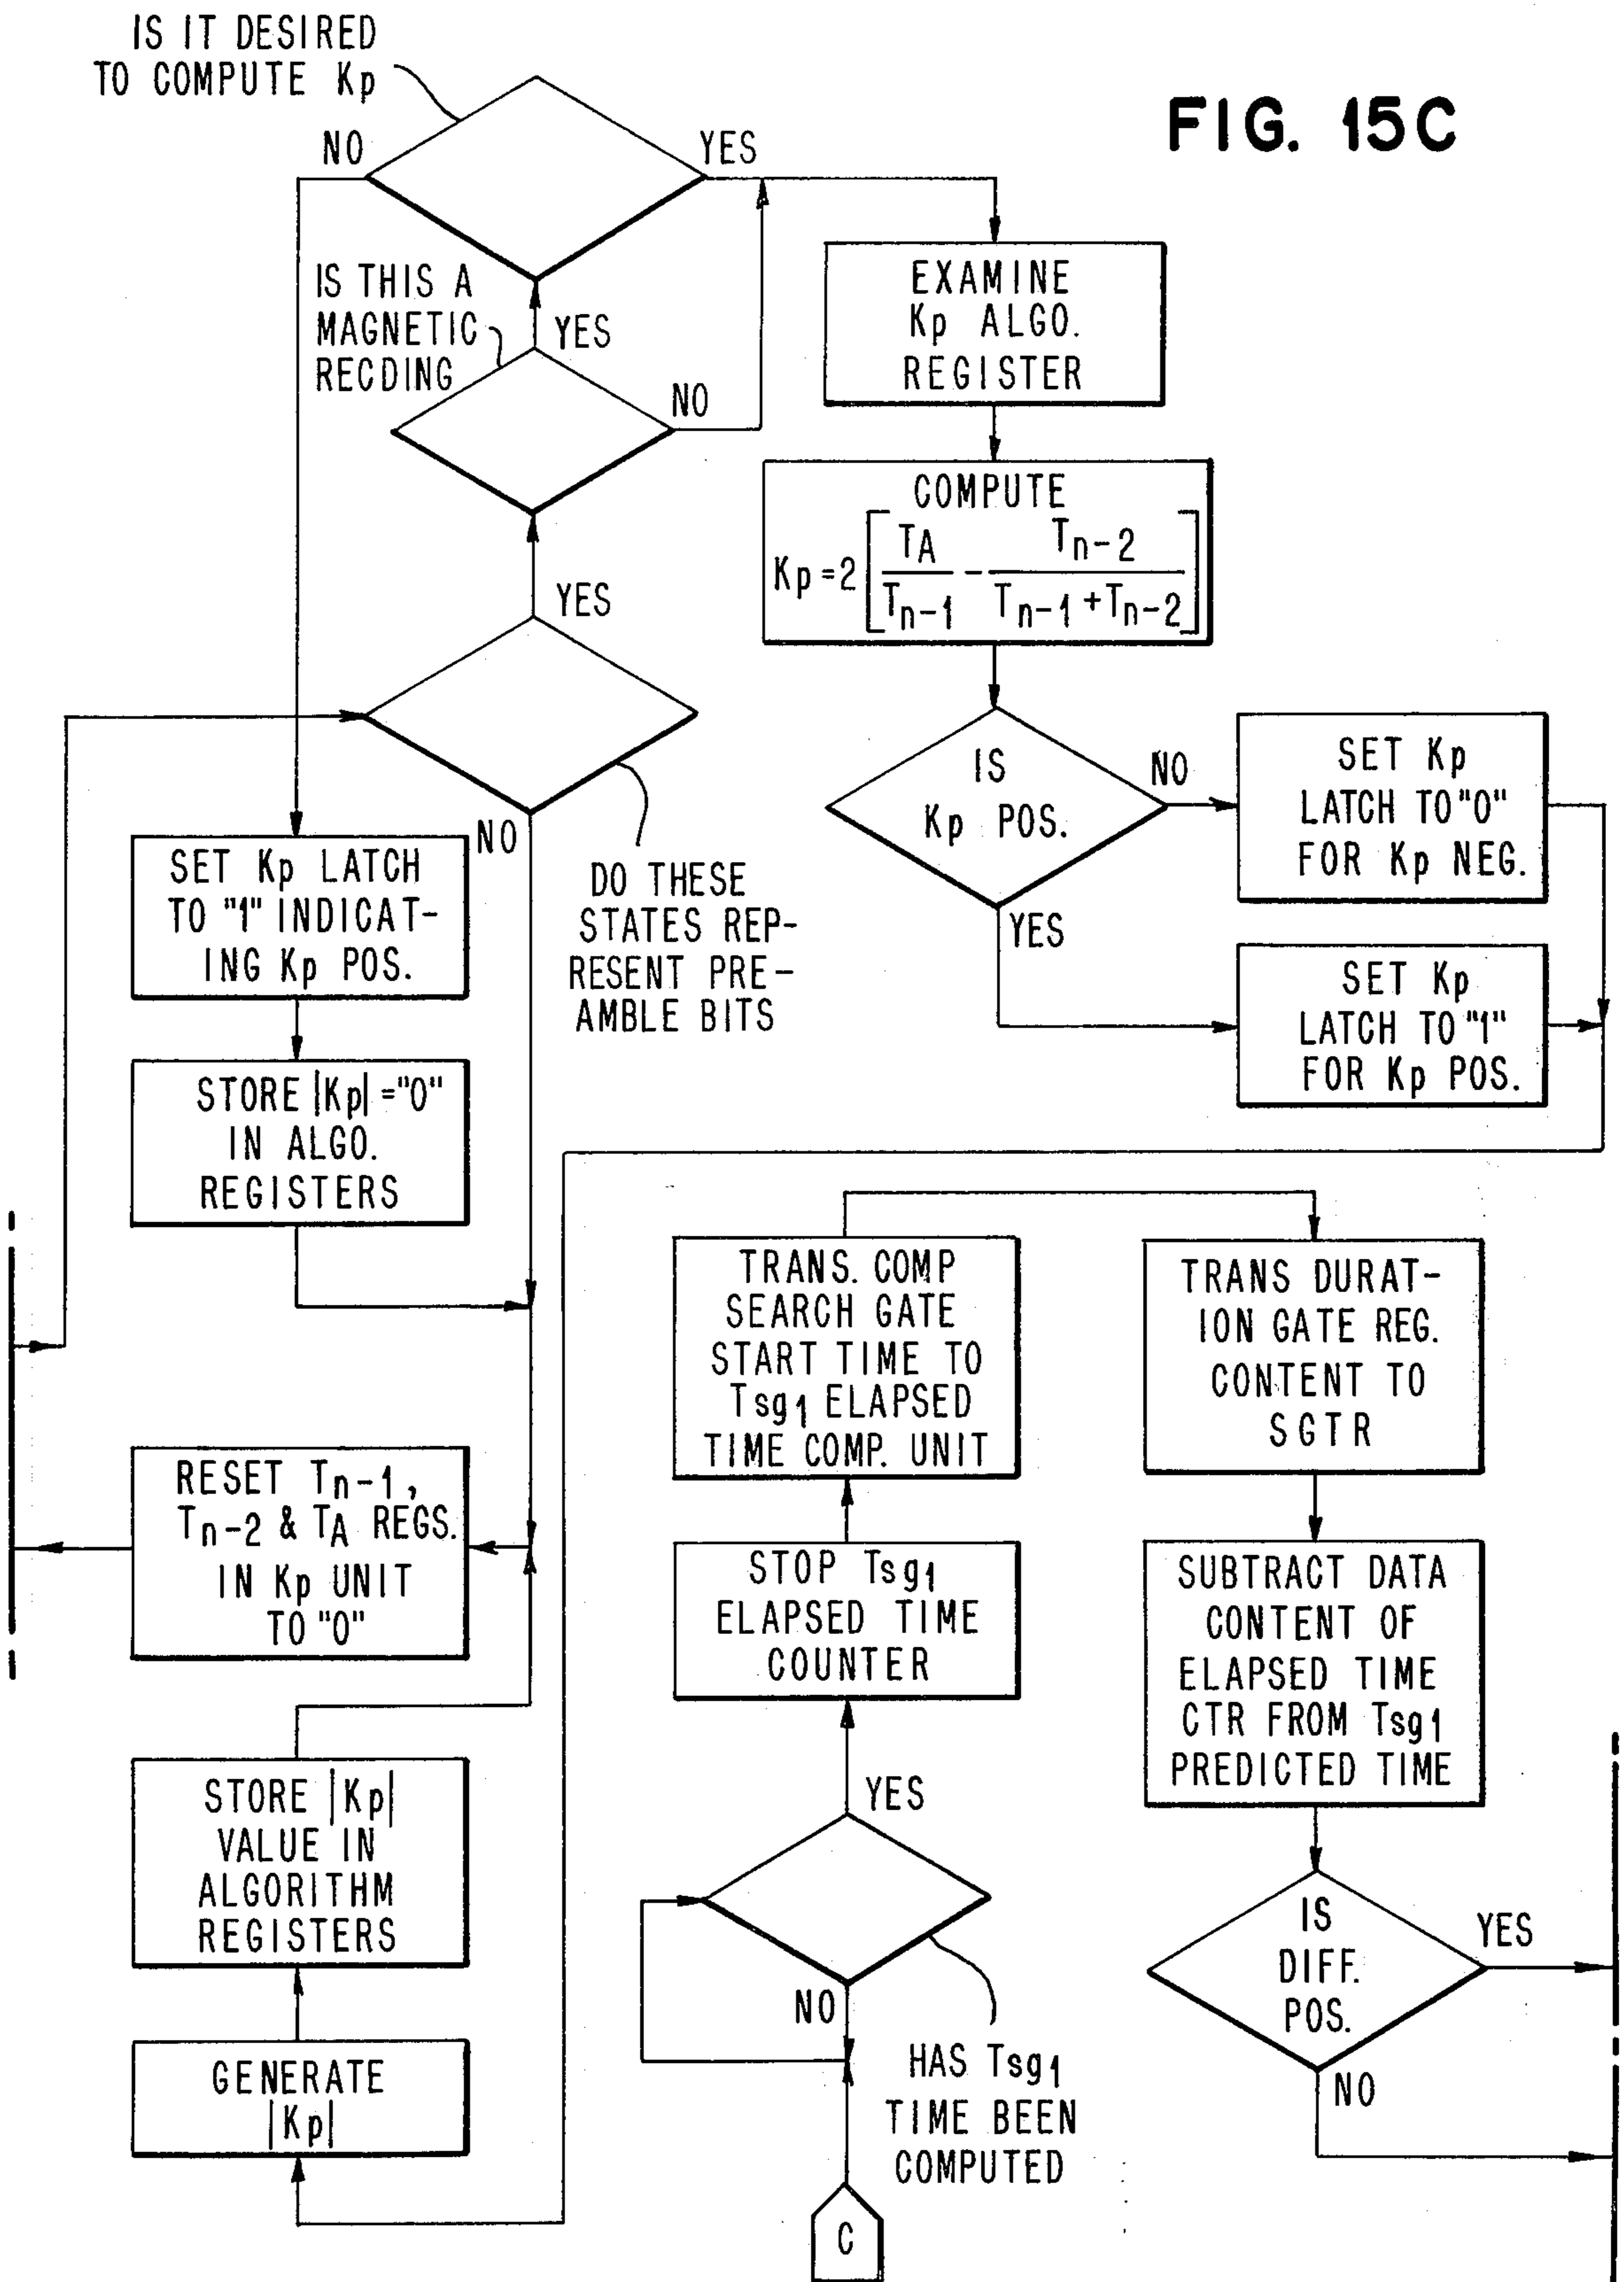 IS IT DESIRED
TO COMPUTE Kp
FIG. 15C
NO
YES
IS THIS A
MAGNETIC
RECDING
YES
NO
EXAMINE
Kp ALGO.
REGISTER
COMPUTE
Kp=2[TA/Tn-1 - Tn-2/Tn-1+Tn-2]
YES
NO
DO THESE
STATES REP-
RESENT PRE-
AMBLE BITS
IS
Kp POS.
NO
YES
SET Kp
LATCH TO "0"
FOR Kp NEG.
SET Kp
LATCH TO "1"
FOR Kp POS.
SET Kp LATCH
TO "1" INDICAT-
ING Kp POS.
STORE |Kp| ="0"
IN ALGO.
REGISTERS
RESET Tn-1,
Tn-2 & TA REGS.
IN Kp UNIT
TO "0"
STORE |Kp|
VALUE IN
ALGORITHM
REGISTERS
GENERATE
|Kp|
TRANS. COMP
SEARCH GATE
START TIME TO
Tsg1 ELAPSED
TIME COMP. UNIT
STOP Tsg1
ELAPSED TIME
COUNTER
YES
NO
HAS Tsg1
TIME BEEN
COMPUTED
C
TRANS DURAT-
ION GATE REG.
CONTENT TO
SGTR
SUBTRACT DATA
CONTENT OF
ELAPSED TIME
CTR FROM Tsg1
PREDICTED TIME
IS
DIFF.
POS.
YES
NO